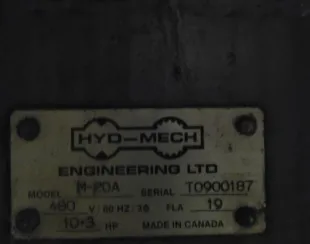 HYD-MECH
ENGINEERING LTD
MODEL M-20A SERIAL T0900187
480 V/60 HZ/3Ø FLA 19
10+3 HP MADE IN CANADA